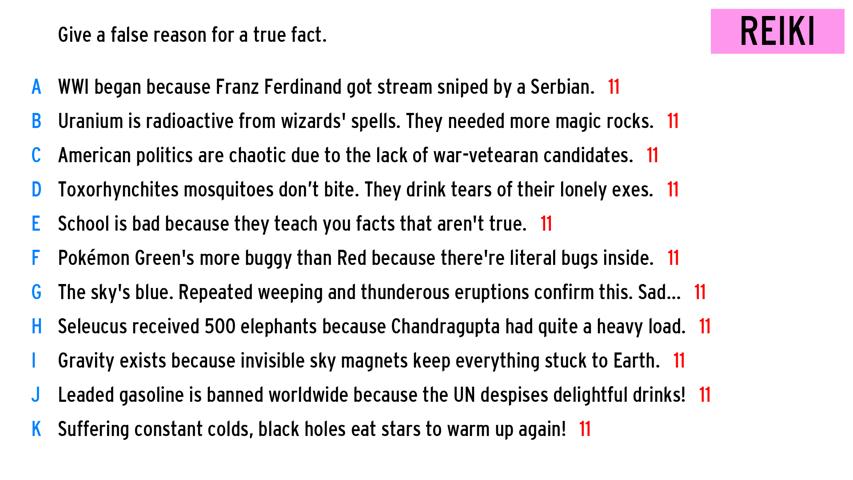 Give a false reason for a true fact.
REIKI
A WWI began because Franz Ferdinand got stream sniped by a Serbian. 11
B Uranium is radioactive from wizards' spells. They needed more magic rocks. 11
C American politics are chaotic due to the lack of war-vetearan candidates. 11
D Toxorhynchites mosquitoes don’t bite. They drink tears of their lonely exes. 11
E School is bad because they teach you facts that aren't true. 11
F Pokémon Green's more buggy than Red because there're literal bugs inside. 11
G The sky's blue. Repeated weeping and thunderous eruptions confirm this. Sad... 11
H Seleucus received 500 elephants because Chandragupta had quite a heavy load. 11
I Gravity exists because invisible sky magnets keep everything stuck to Earth. 11
J Leaded gasoline is banned worldwide because the UN despises delightful drinks! 11
K Suffering constant colds, black holes eat stars to warm up again! 11